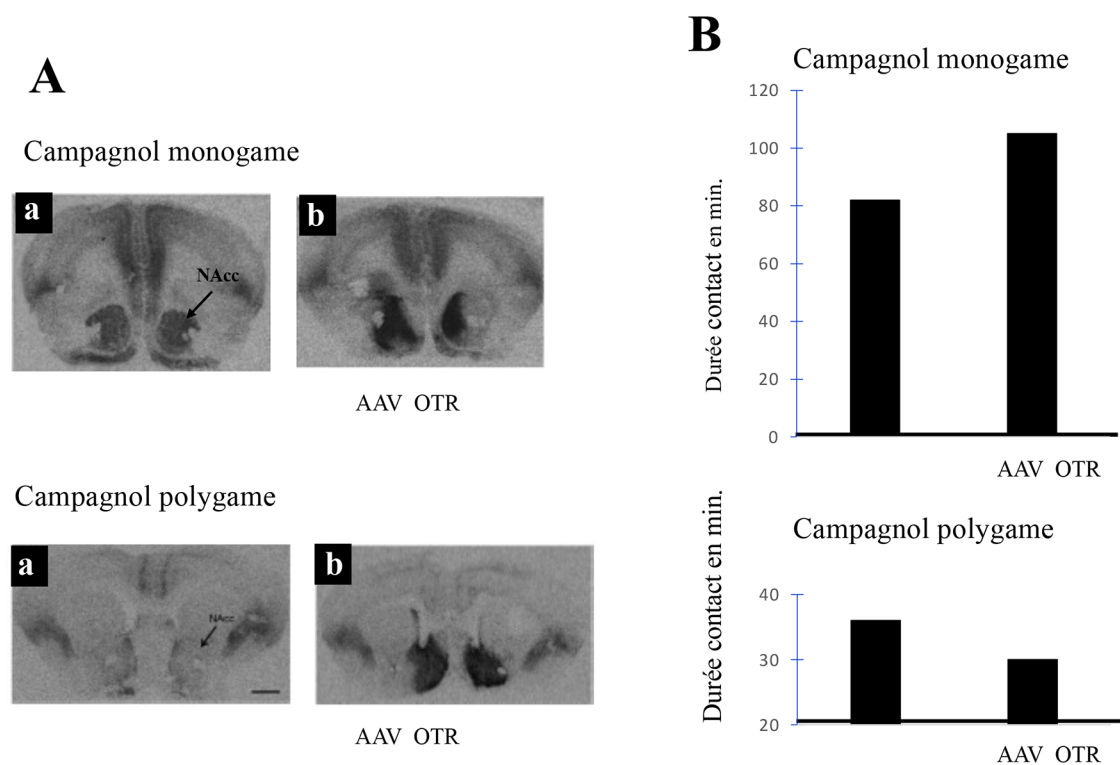 A
Campagnol monogame
a
NAcc
b
AAV OTR
Campagnol polygame
a
NAcc
b
AAV OTR
B
Campagnol monogame
Durée contact en min.
120
100
80
60
40
20
0
AAV OTR
Campagnol polygame
Durée contact en min.
40
30
20
AAV OTR